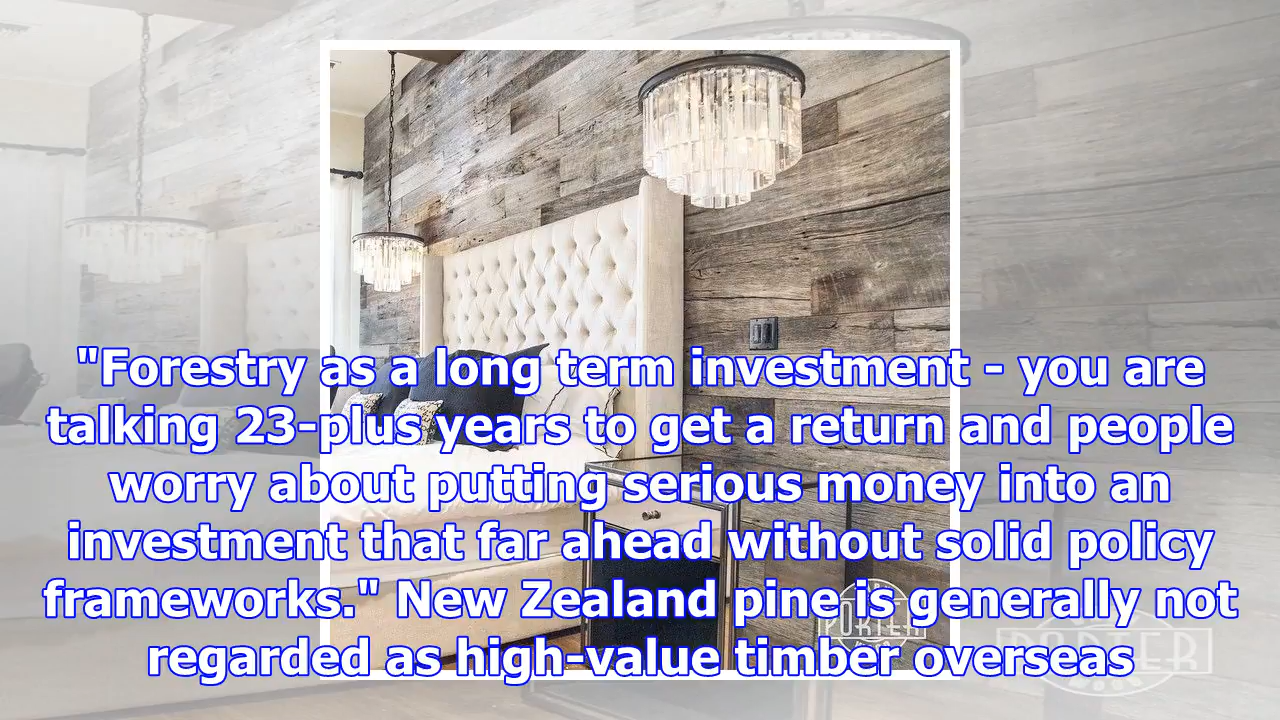 "Forestry as a long term investment - you are
talking 23-plus years to get a return and people
worry about putting serious money into an
investment that far ahead without solid policy
frameworks." New Zealand pine is generally not
regarded as high-value timber overseas
PORTER